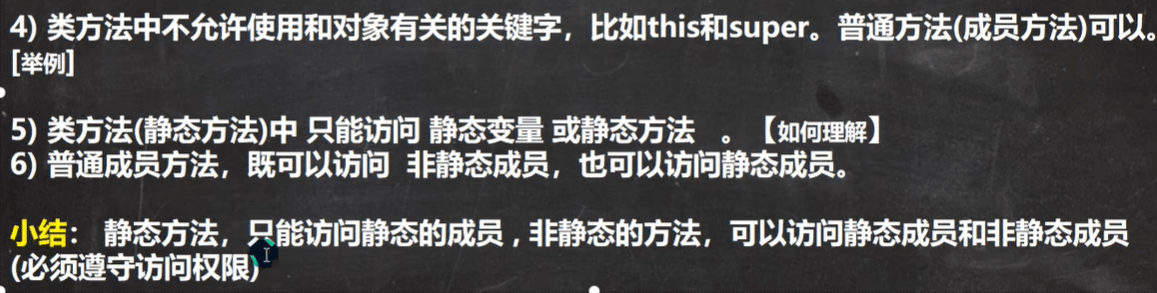 4) 类方法中不允许使用和对象有关的关键字，比如this和super。普通方法(成员方法)可以。
[举例]
5) 类方法(静态方法)中 只能访问 静态变量 或静态方法 。【如何理解】
6) 普通成员方法，既可以访问 非静态成员，也可以访问静态成员。
小结： 静态方法，只能访问静态的成员 , 非静态的方法，可以访问静态成员和非静态成员
(必须遵守访问权限)